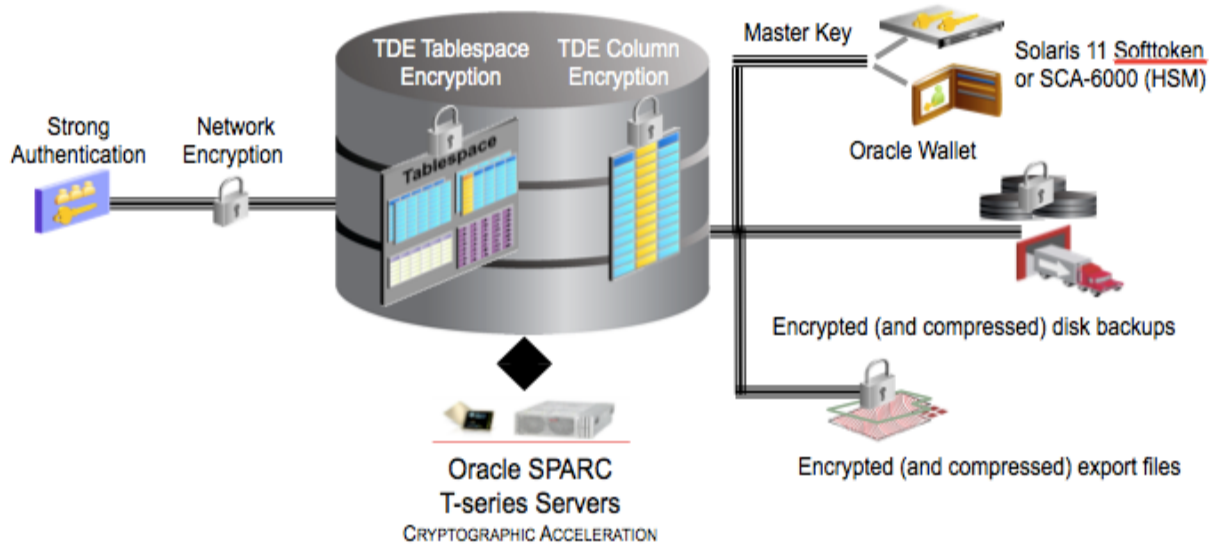 Strong
Authentication
Network
Encryption
TDE Tablespace
Encryption
TDE Column
Encryption
Tablespace
Master Key
Solaris 11 Softtoken
or SCA-6000 (HSM)
Oracle Wallet
Encrypted (and compressed) disk backups
Encrypted (and compressed) export files
Oracle SPARC
T-series Servers
CRYPTOGRAPHIC ACCELERATION